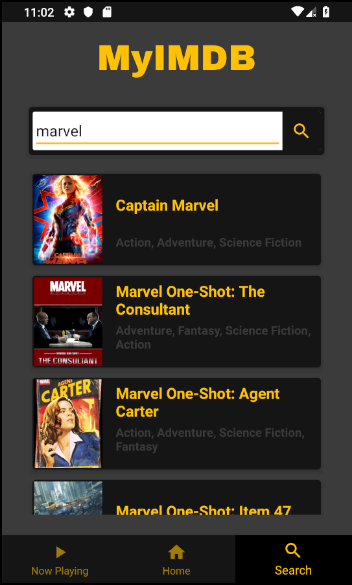 11:02
MyIMDB
marvel
Captain Marvel
Action, Adventure, Science Fiction
MARVEL
Marvel One-Shot: The
Consultant
Adventure, Fantasy, Science Fiction,
Action
THE CONSULTANT
AGENT
CARTER
Marvel One-Shot: Agent
Carter
Action, Adventure, Science Fiction,
Fantasy
Marvel One-Shot: Item 47
Now Playing
Home
Search